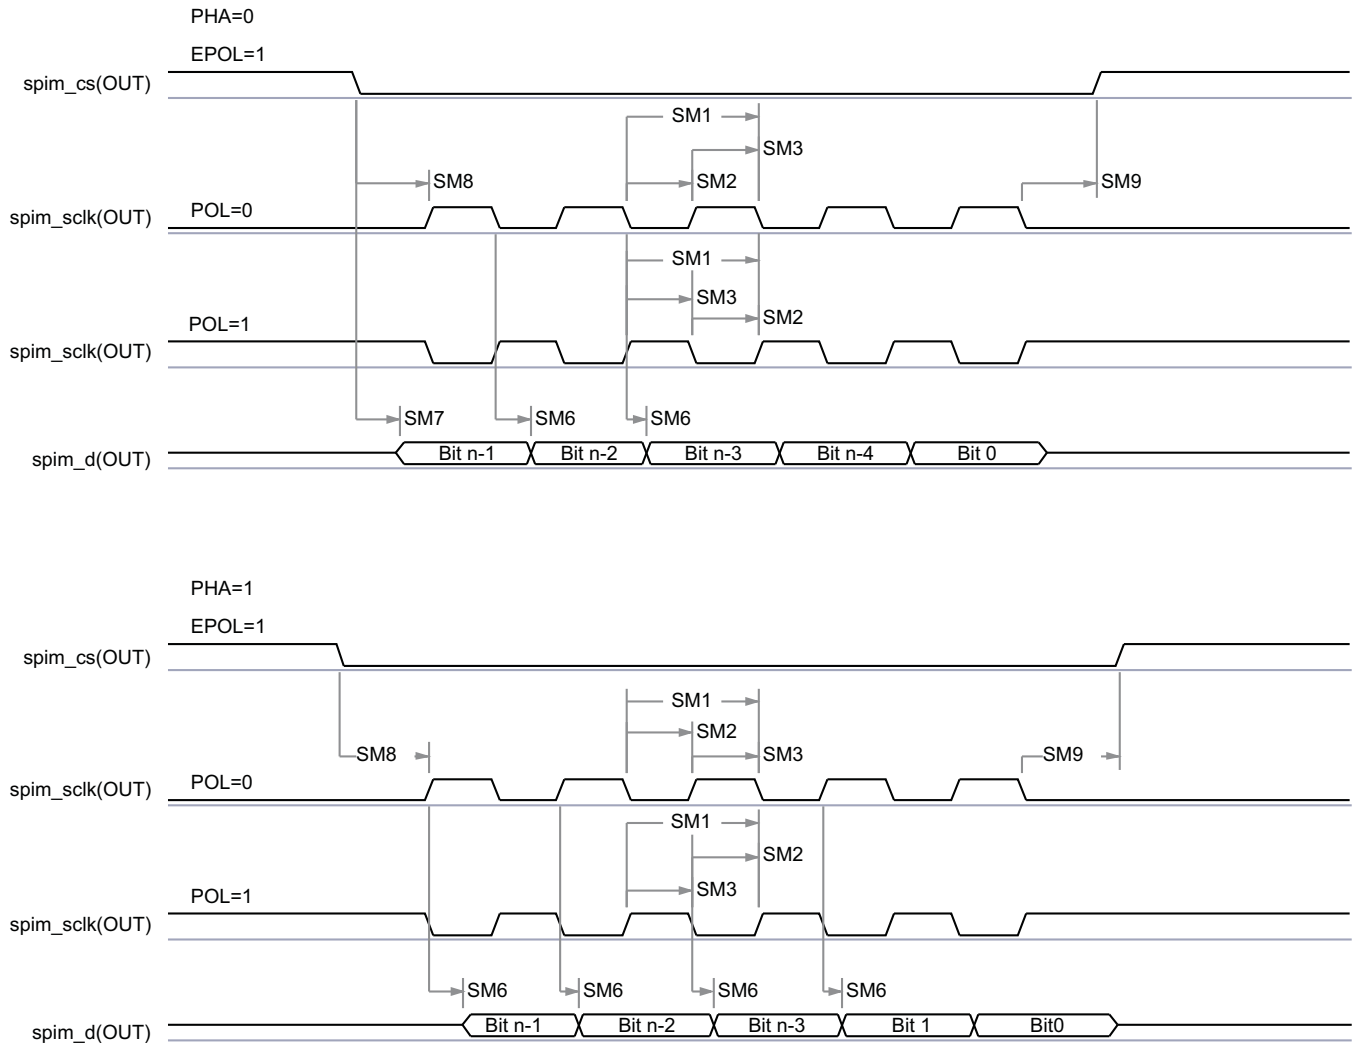 PHA=0
EPOL=1
spim_cs(OUT)
SM1
SM3
SM8
SM2
SM9
POL=0
spim_sclk(OUT)
SM1
SM3
SM2
POL=1
spim_sclk(OUT)
SM7
SM6
SM6
spim_d(OUT)
Bit n-1
Bit n-2
Bit n-3
Bit n-4
Bit 0
PHA=1
EPOL=1
spim_cs(OUT)
SM1
SM2
SM8
SM3
SM9
POL=0
spim_sclk(OUT)
SM1
SM2
SM3
POL=1
spim_sclk(OUT)
SM6
SM6
SM6
SM6
spim_d(OUT)
Bit n-1
Bit n-2
Bit n-3
Bit 1
Bit0